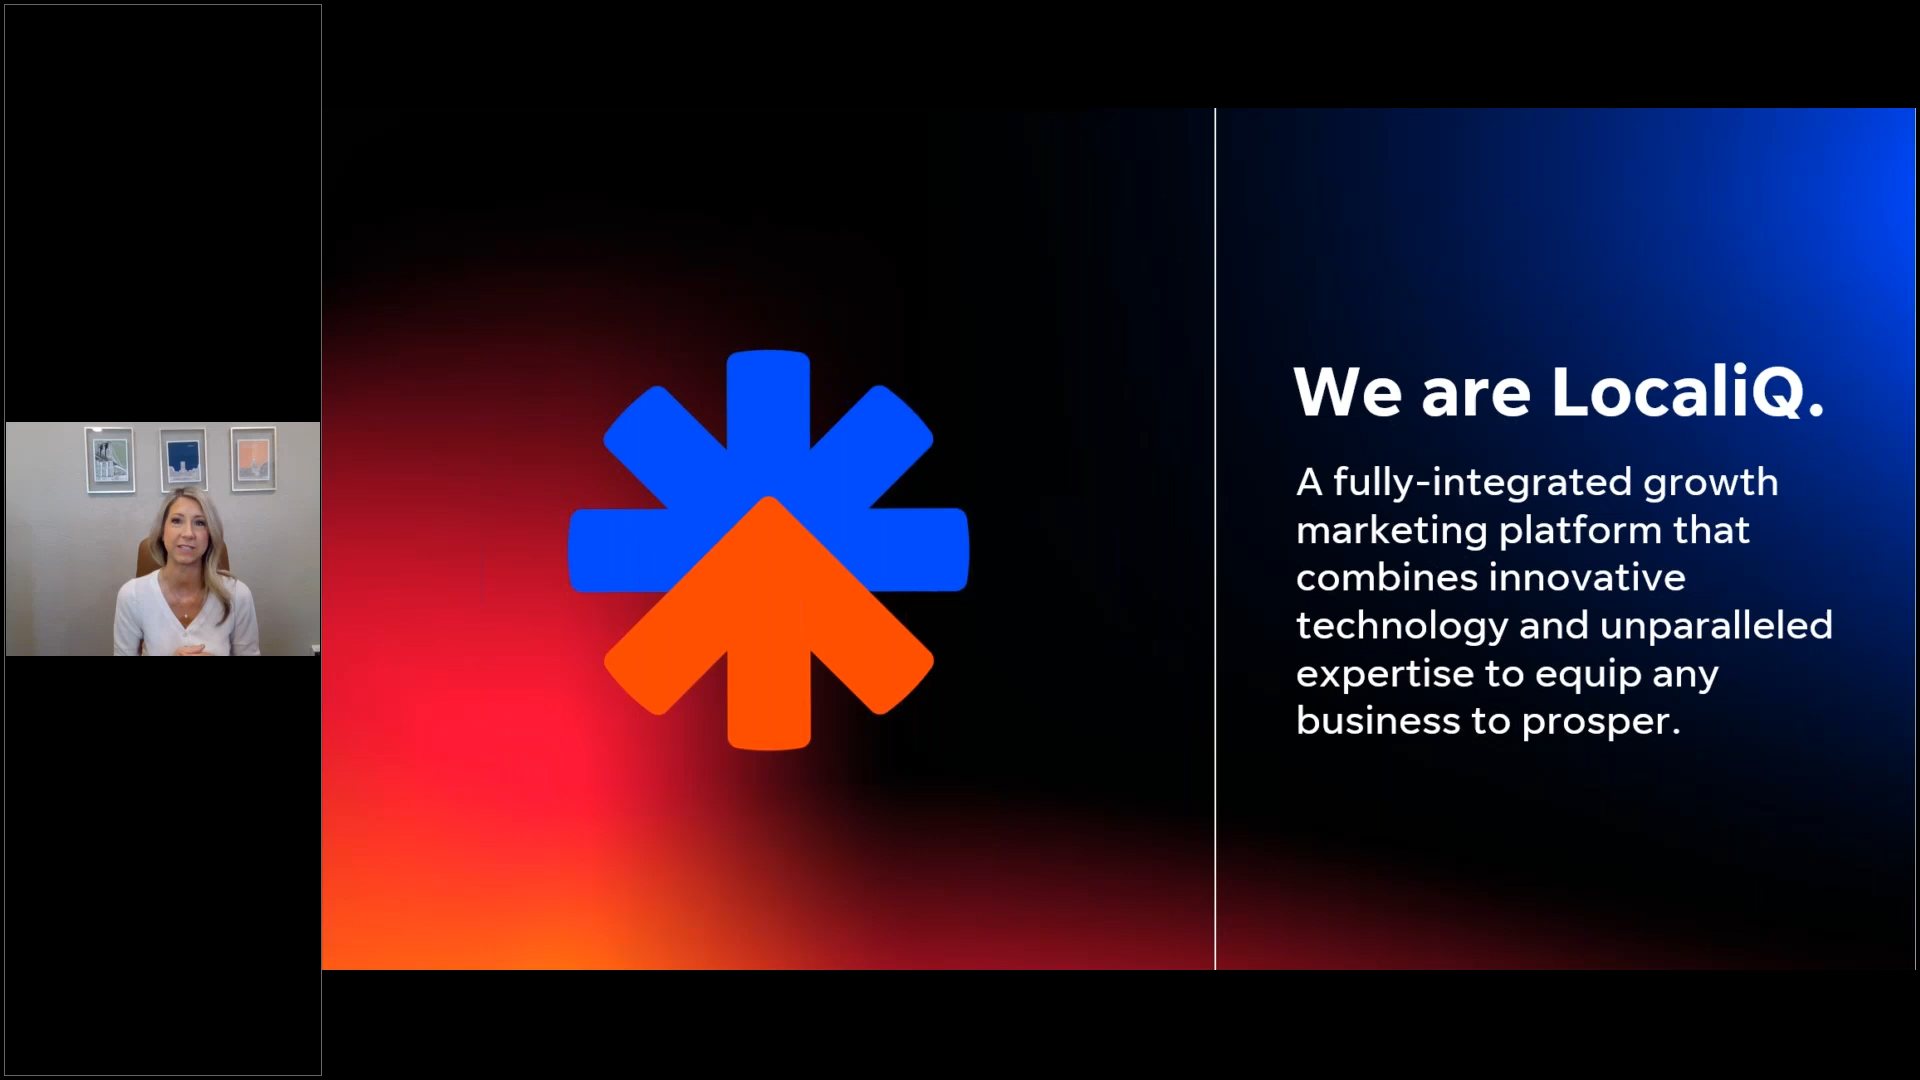 We are LocaliQ.
A fully-integrated growth
marketing platform that
combines innovative
technology and unparalleled
expertise to equip any
business to prosper.